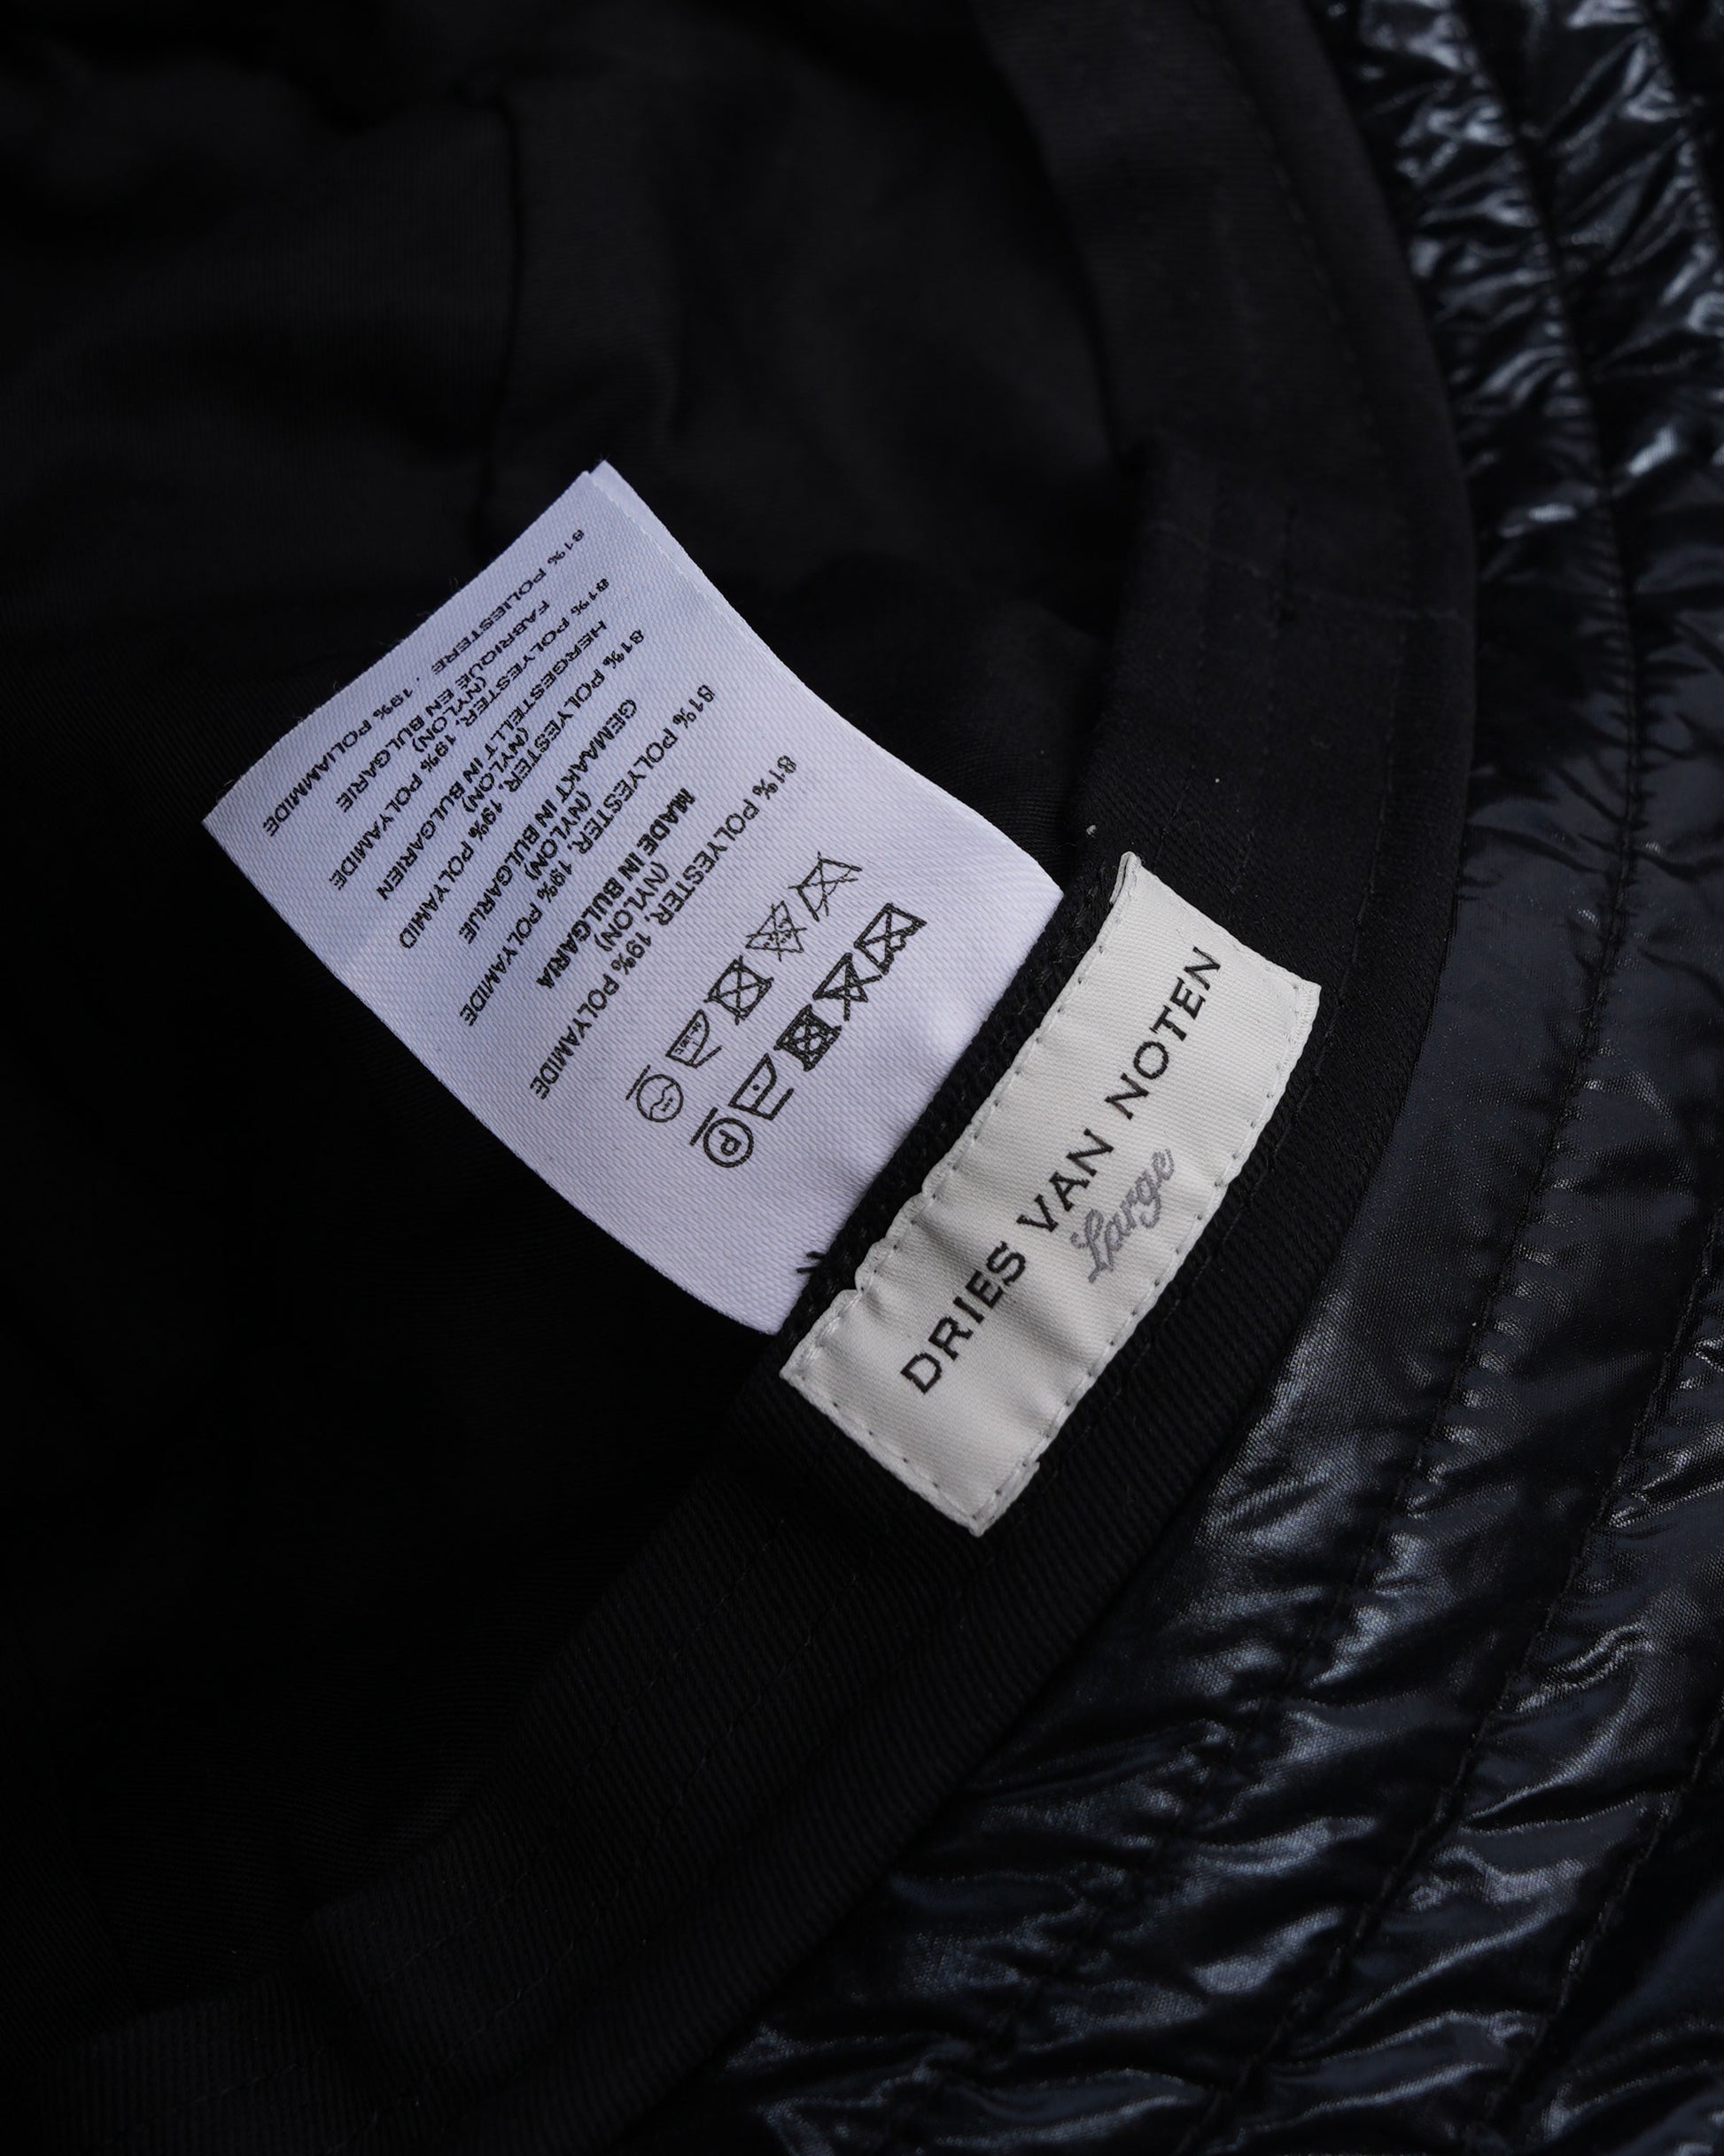 P
81% POLYESTER, 19% POLYAMIDE
(NYLON)
MADE IN BULGARIA
81% POLYESTER, 19% POLYAMIDE
(NYLON)
GEMAAKT IN BULGARIJE
81% POLYESTER, 19% POLYAMID
(NYLON)
HERGESTELLT IN BULGARIEN
81% POLYESTER, 19% POLYAMIDE
(NYLON)
FABRIQUE EN BULGARIE
81% POLIESTERE, 19% POLIAMMIDE
DRIES VAN NOTEN
Large